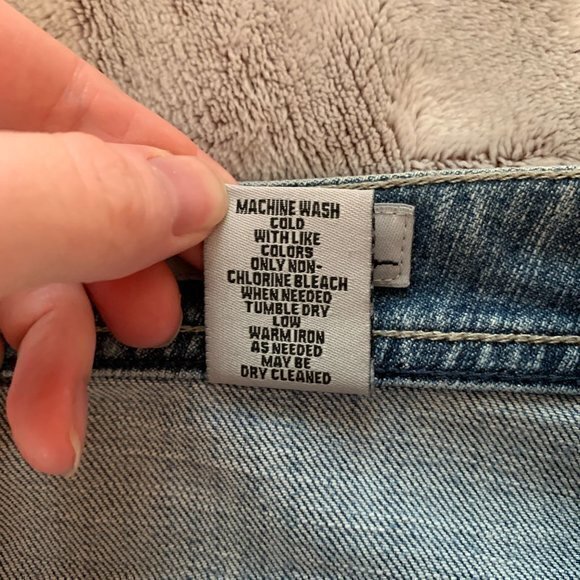 MACHINE WASH
COLD
WITH LIKE
COLORS
ONLY NON-
CHLORINE BLEACH
WHEN NEEDED
TUMBLE DRY
LOW
WARM IRON
AS NEEDED
MAY BE
DRY CLEANED